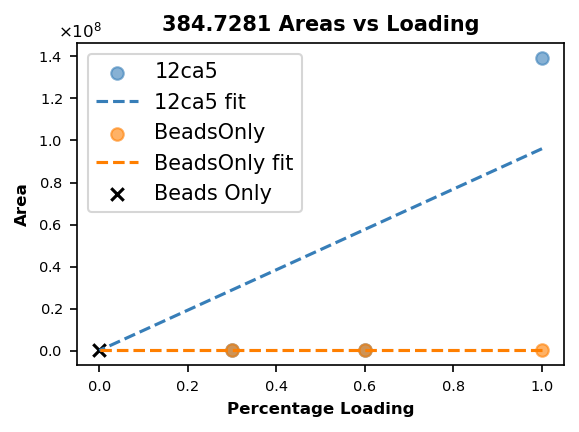 384.7281 Areas vs Loading
×10⁸
12ca5
12ca5 fit
BeadsOnly
BeadsOnly fit
Beads Only
1.4
1.2
1.0
0.8
0.6
0.4
0.2
0.0
Area
0.0 0.2 0.4 0.6 0.8 1.0
Percentage Loading